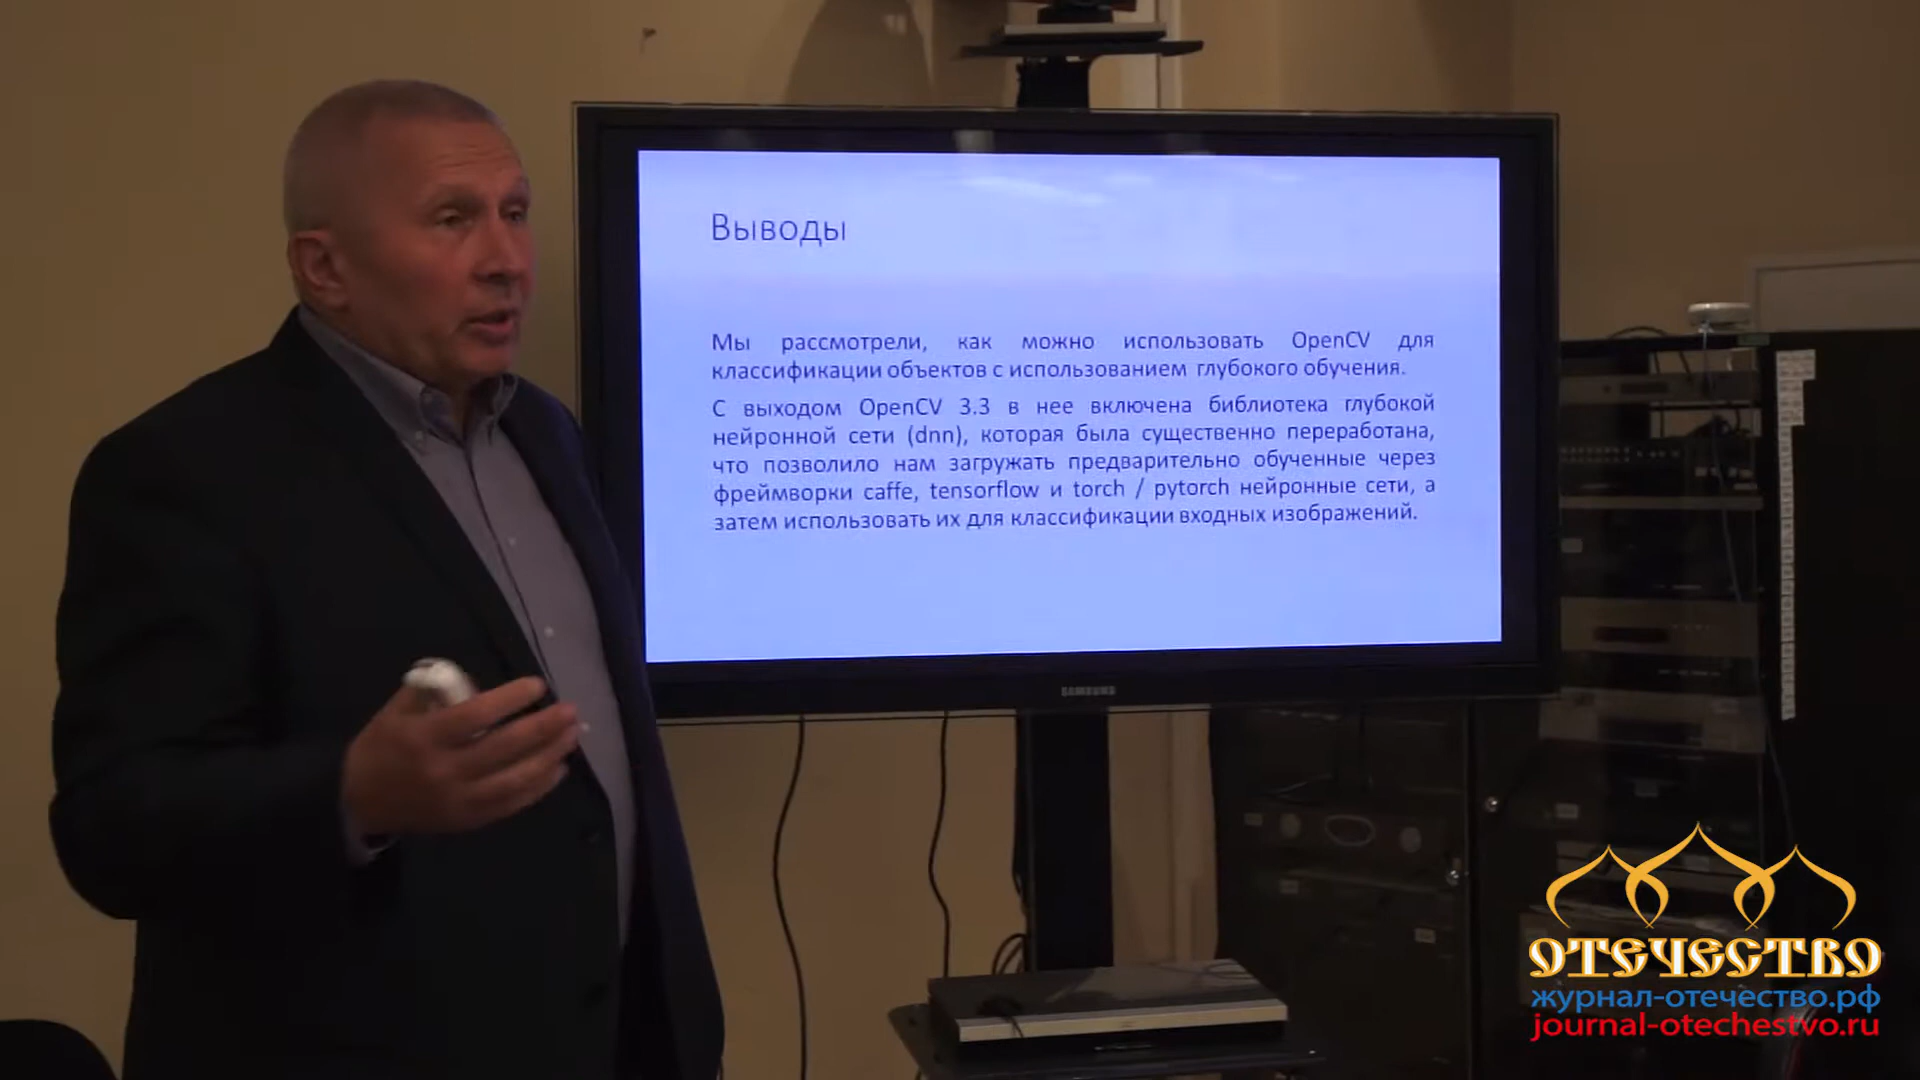 Выводы
Мы рассмотрели, как можно использовать OpenCV для
классификации объектов с использованием глубокого обучения.
С выходом OpenCV 3.3 в нее включена библиотека глубокой
нейронной сети (dnn), которая была существенно переработана,
что позволило нам загружать предварительно обученные через
фреймворки caffe, tensorflow и torch / pytorch нейронные сети, а
затем использовать их для классификации входных изображений.
SAMSUNG
ОТЕЧЕСТВО
журнал-отечество.рф
journal-otechestvo.ru